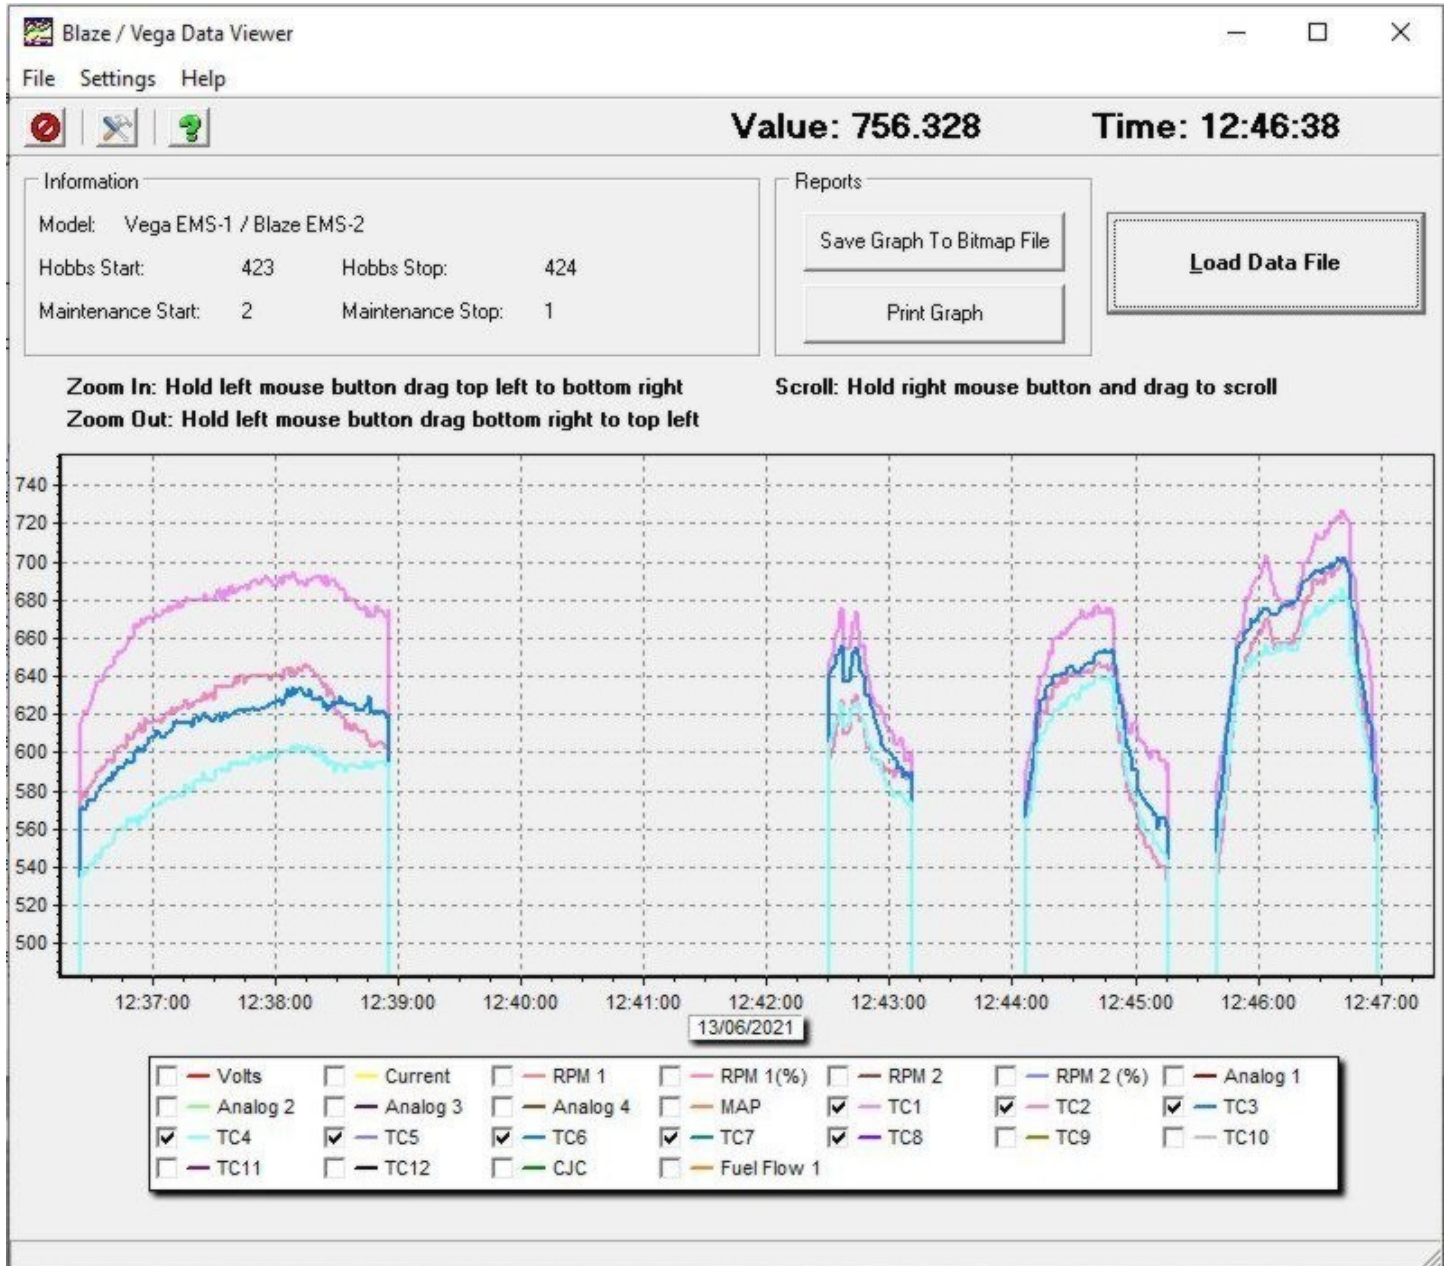 Blaze / Vega Data Viewer
File Settings Help
Value: 756.328 Time: 12:46:38
Information
Model: Vega EMS-1 / Blaze EMS-2
Hobbs Start: 423 Hobbs Stop: 424
Maintenance Start: 2 Maintenance Stop: 1
Reports
Save Graph To Bitmap File
Print Graph
Load Data File
Zoom In: Hold left mouse button drag top left to bottom right
Zoom Out: Hold left mouse button drag bottom right to top left
Scroll: Hold right mouse button and drag to scroll
740
720
700
680
660
640
620
600
580
560
540
520
500
12:37:00 12:38:00 12:39:00 12:40:00 12:41:00 12:42:00 12:43:00 12:44:00 12:45:00 12:46:00 12:47:00
13/06/2021
Volts Current RPM 1 RPM 1(%) RPM 2 RPM 2 (%) Analog 1
Analog 2 Analog 3 Analog 4 MAP TC1 TC2 TC3
TC4 TC5 TC6 TC7 TC8 TC9 TC10
TC11 TC12 CJC Fuel Flow 1